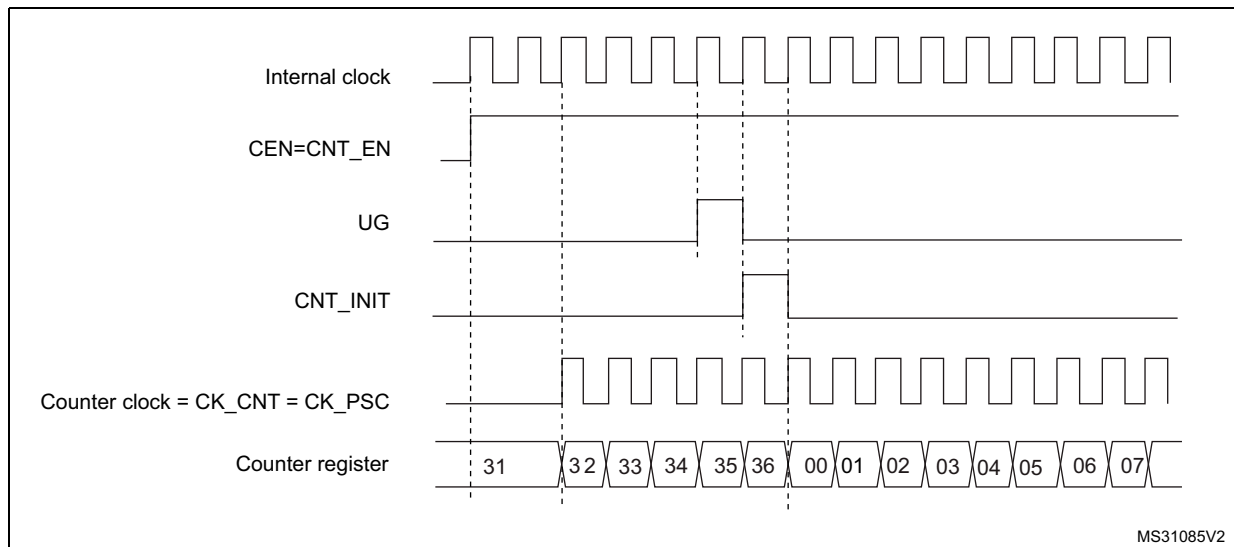 Internal clock
CEN=CNT_EN
UG
CNT_INIT
Counter clock = CK_CNT = CK_PSC
Counter register
31 32 33 34 35 36 00 01 02 03 04 05 06 07
MS31085V2